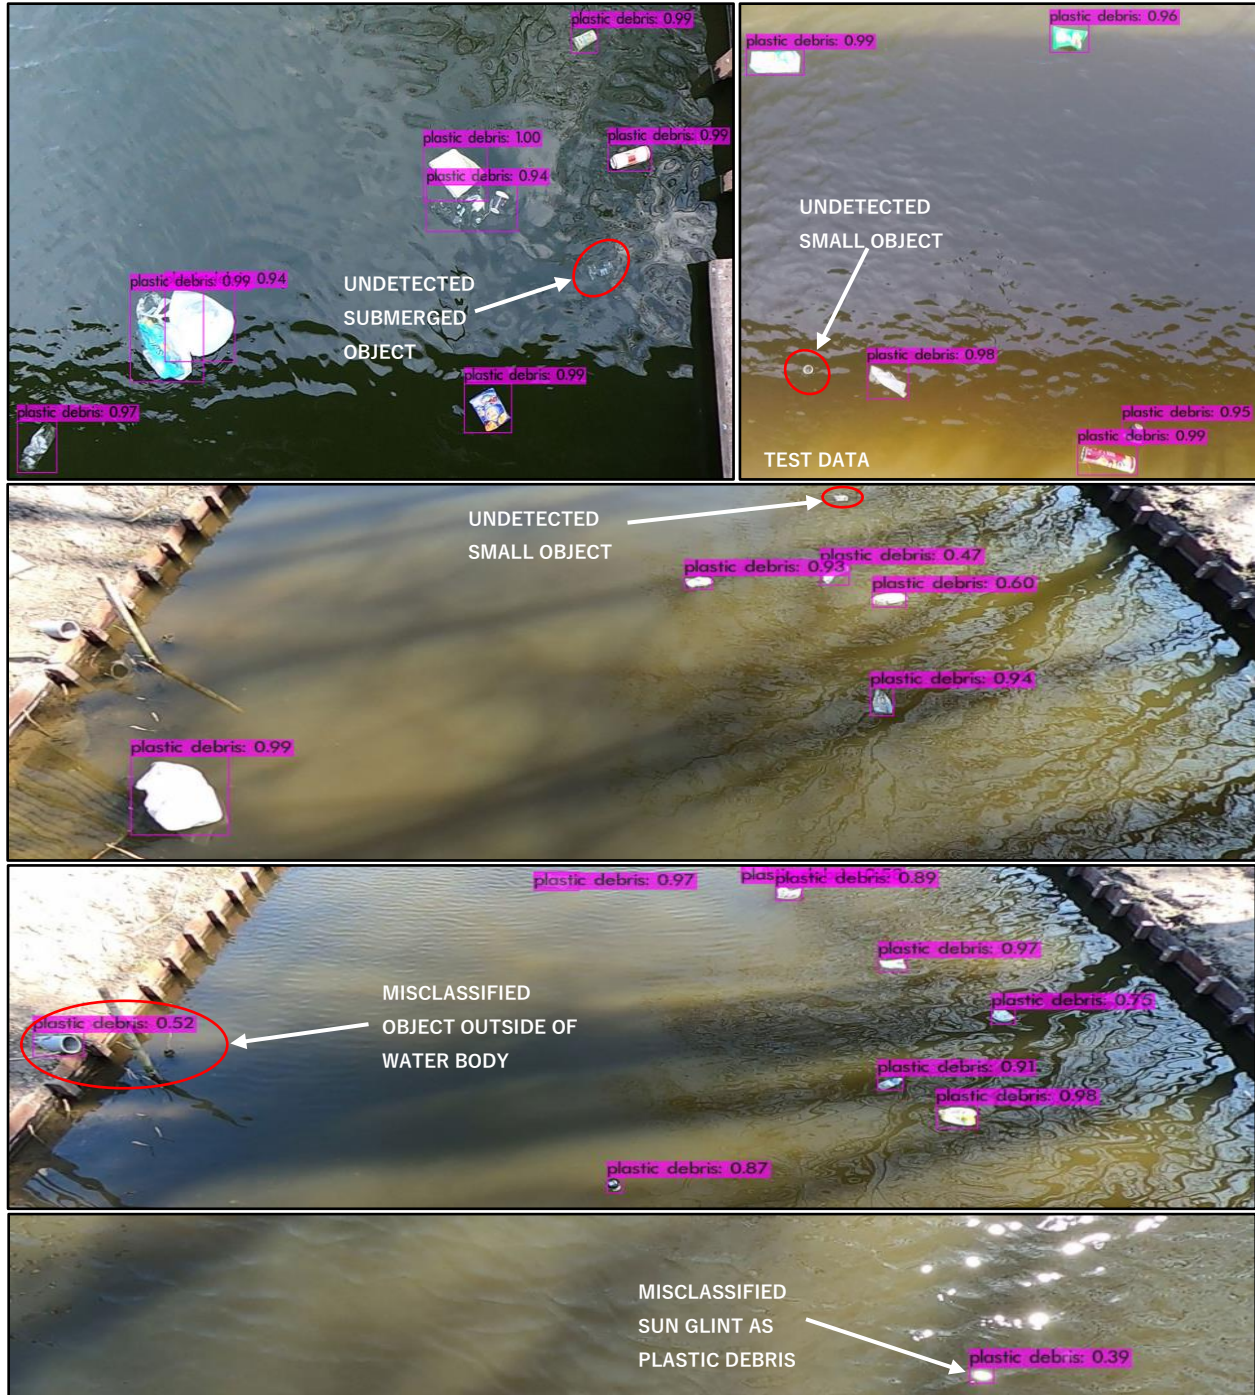 plastic debris: 0.99
plastic debris: 1.00
plastic debris: 0.99
plastic debris: 0.94
UNDETECTED
SUBMERGED
OBJECT
0.99
0.94
plastic debris: 0.99
plastic debris: 0.97
plastic debris: 0.96
plastic debris: 0.99
UNDETECTED
SMALL OBJECT
plastic debris: 0.98
plastic debris: 0.95
plastic debris: 0.99
TEST DATA
UNDETECTED
SMALL OBJECT
plastic debris: 0.47
plastic debris: 0.93
plastic debris: 0.60
plastic debris: 0.94
plastic debris: 0.99
plastic debris: 0.97
plastic debris: 0.89
plastic debris: 0.97
MISCLASSIFIED
OBJECT OUTSIDE OF
WATER BODY
plastic debris: 0.52
plastic debris: 0.75
plastic debris: 0.91
plastic debris: 0.98
plastic debris: 0.87
MISCLASSIFIED
SUN GLINT AS
PLASTIC DEBRIS
plastic debris: 0.39